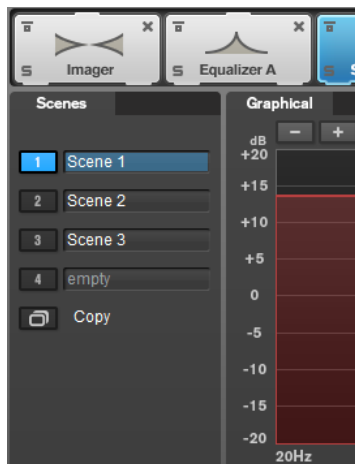 S Imager
S Equalizer A
S
Scenes
Graphical
1 Scene 1
2 Scene 2
3 Scene 3
4 empty
Copy
− +
dB
+20
+15
+10
+5
0
-5
-10
-15
-20
20Hz